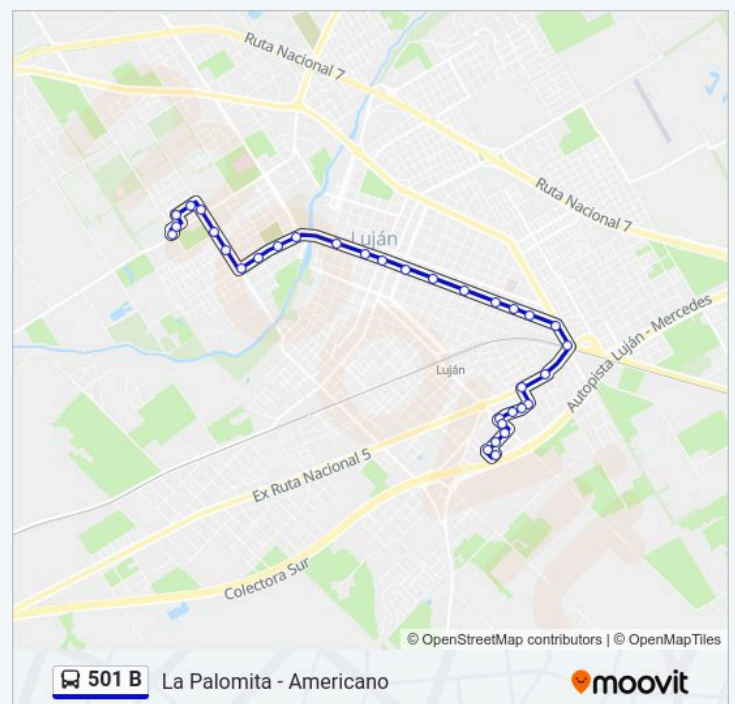 Ruta Nacional 7
Ruta Nacional 7
Luján
Autopista Luján - Mercedes
Luján
Ex Ruta Nacional 5
Colectora Sur
© OpenStreetMap contributors | © OpenMapTiles
501 B La Palomita - Americano
moovit